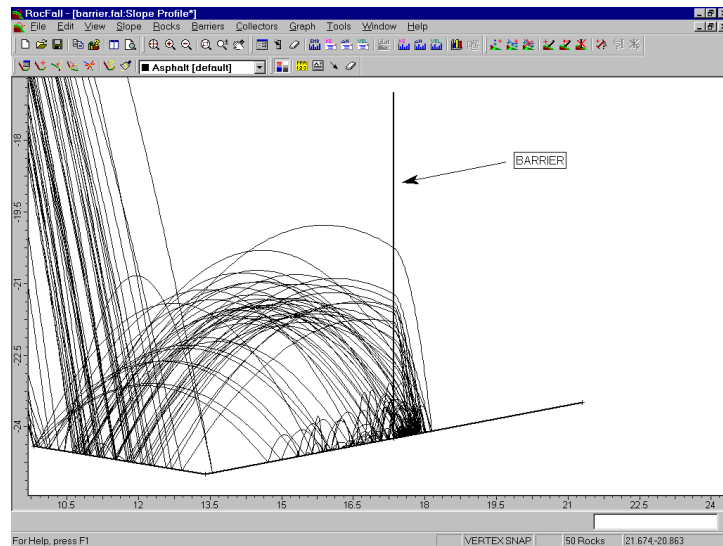 RocFall - [barrier.fal:Slope Profile*]
File Edit View Slope Rocks Barriers Collectors Graph Tools Window Help
Asphalt [default]
BARRIER
-18
-19.5
-21
-22.5
-24
10.5 12 13.5 15 16.5 18 19.5 21 22.5 24
For Help, press F1 VERTEX SNAP 50 Rocks 21.674,-20.863